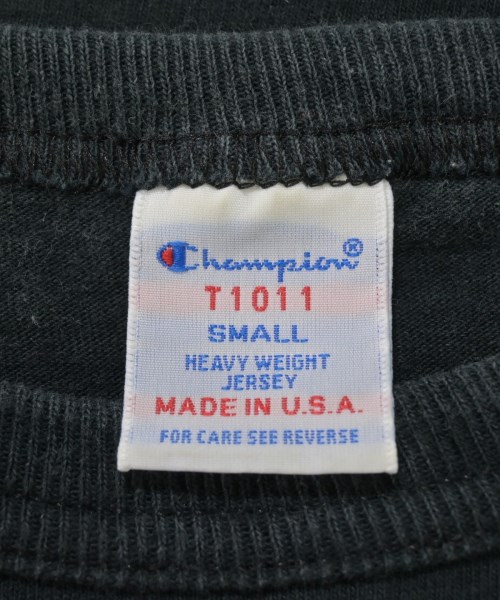 Champion®
T1011
SMALL
HEAVY WEIGHT
JERSEY
MADE IN U.S.A.
FOR CARE SEE REVERSE